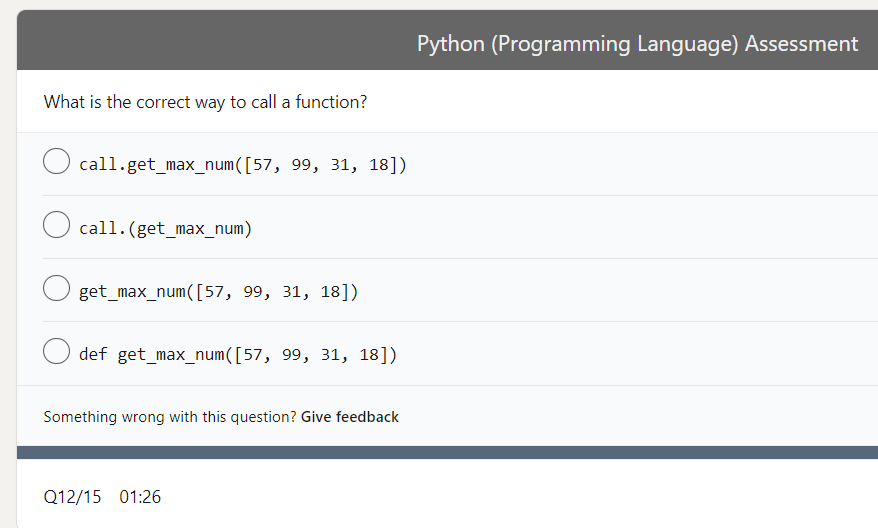 Python (Programming Language) Assessment
What is the correct way to call a function?
call.get_max_num([57, 99, 31, 18])
call.(get_max_num)
get_max_num([57, 99, 31, 18])
def get_max_num([57, 99, 31, 18])
Something wrong with this question? Give feedback
Q12/15 01:26